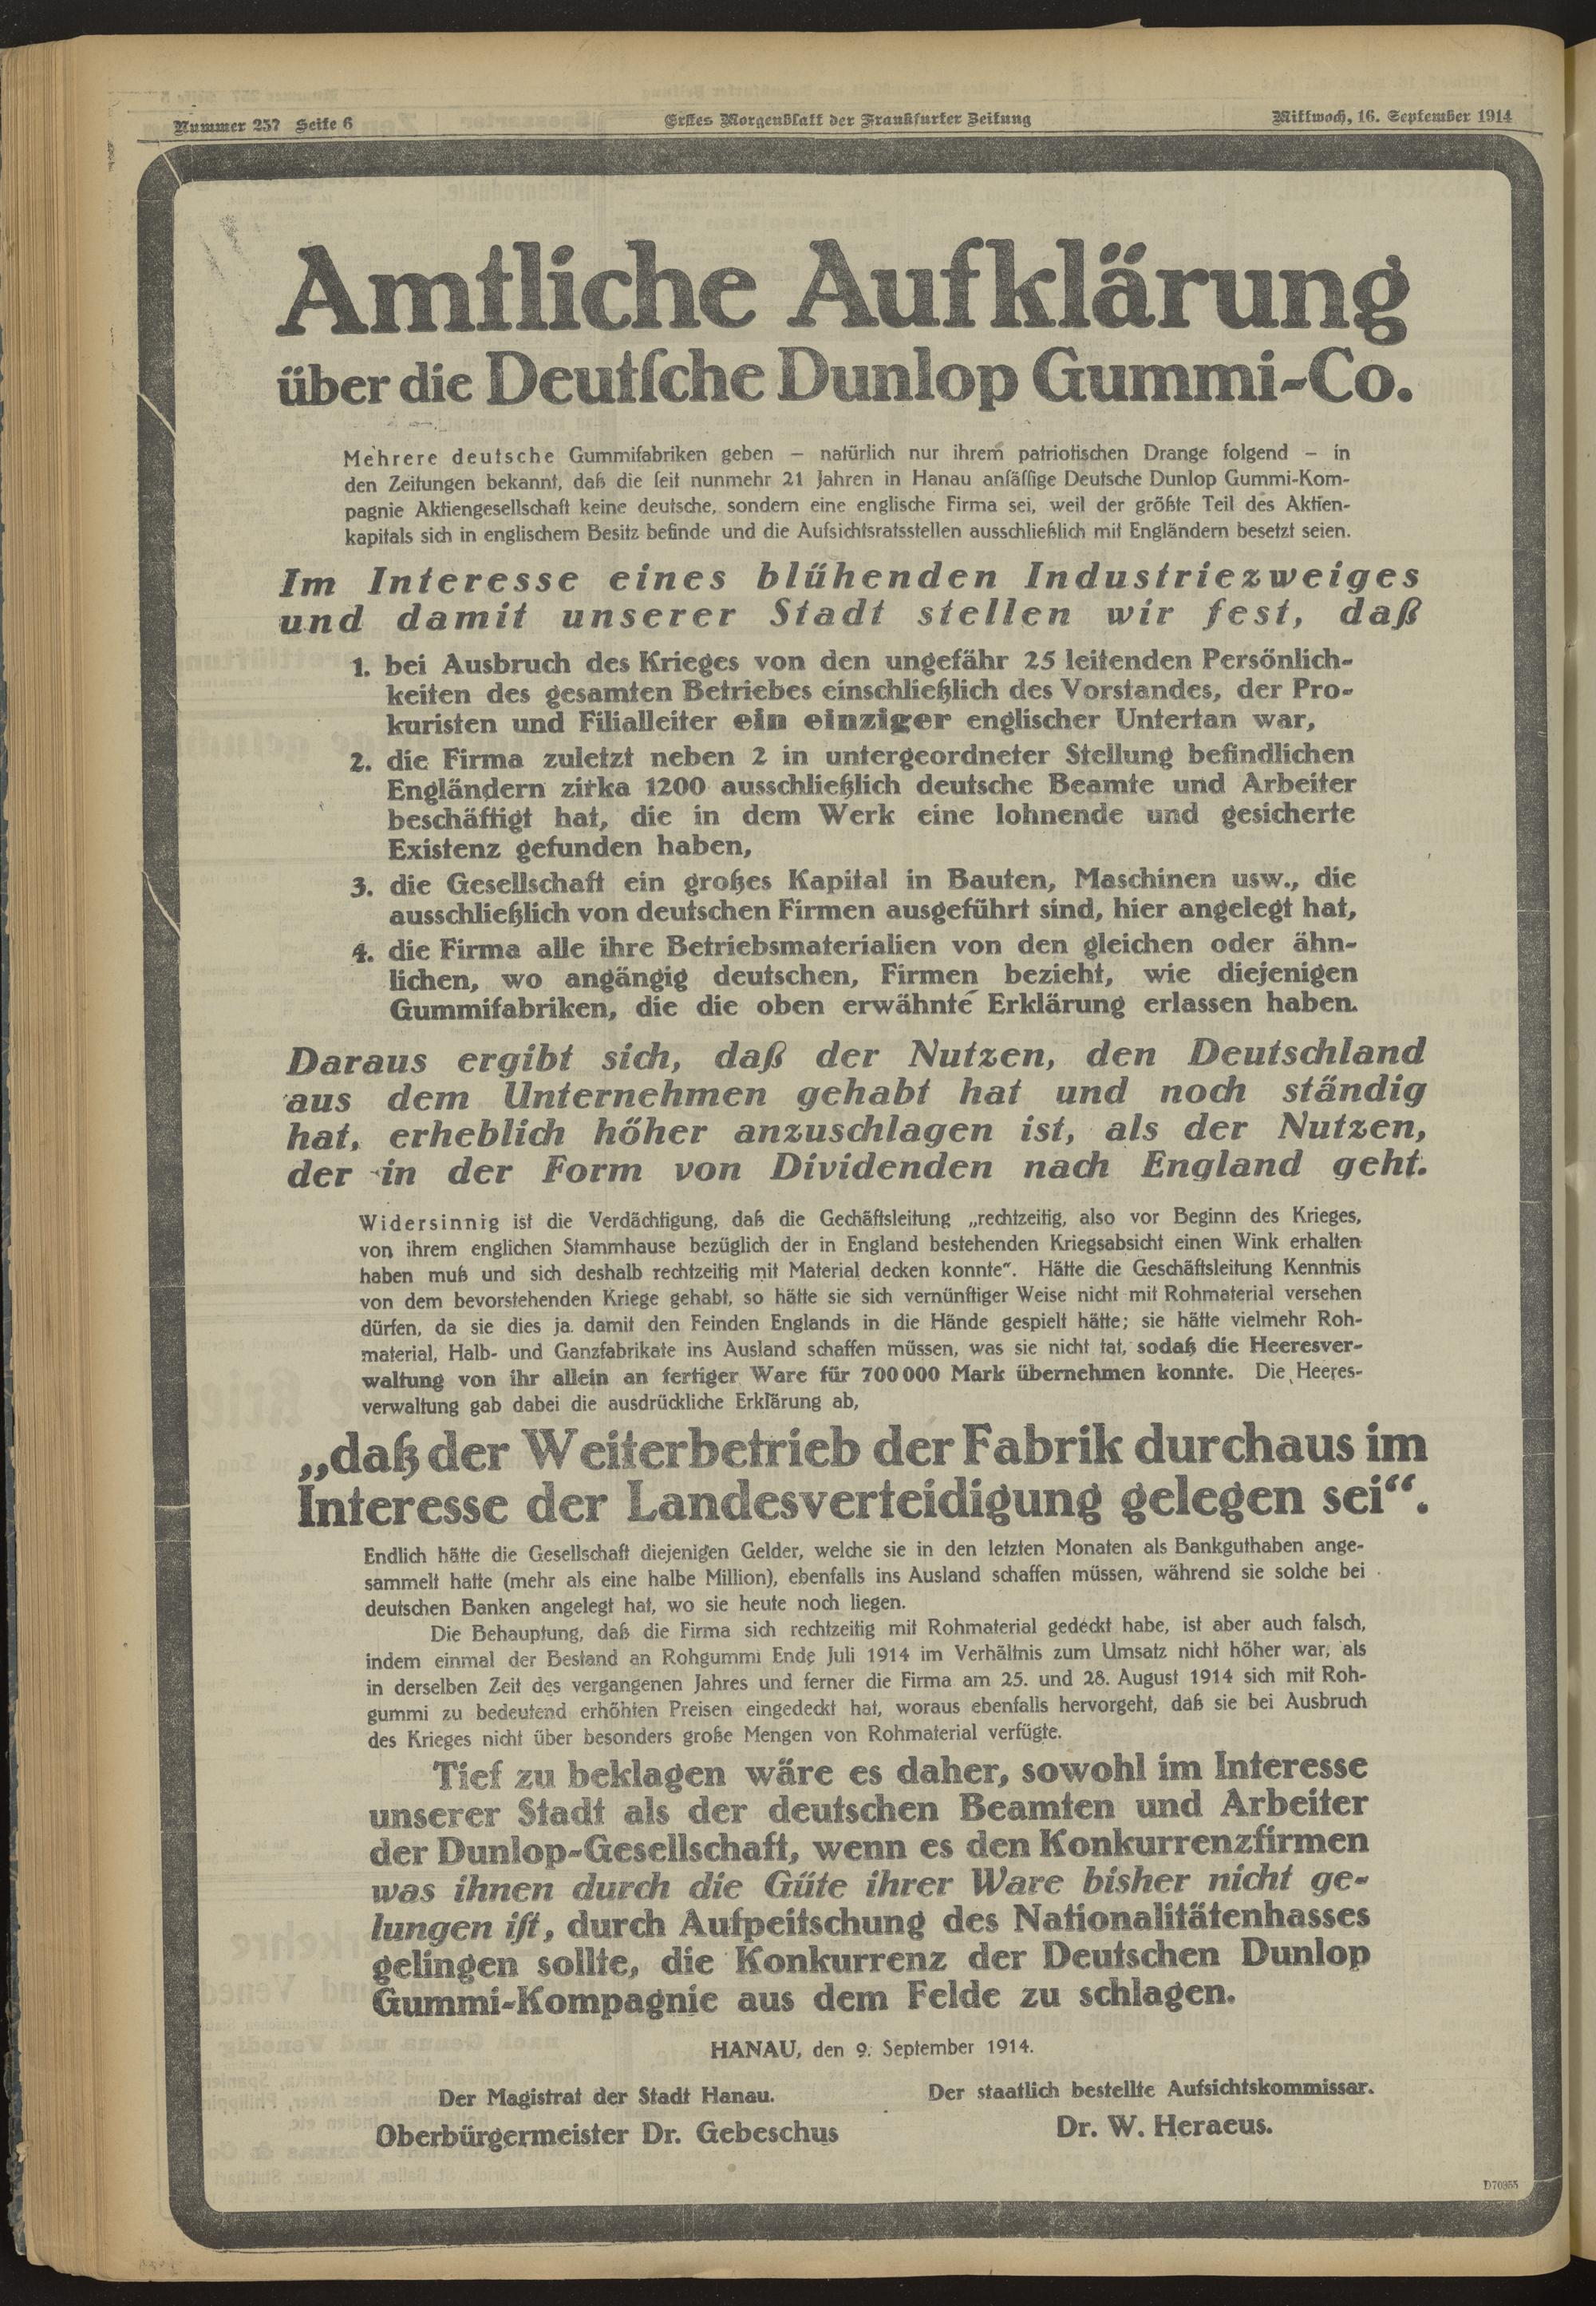 Nummer 257 Seite 6
Erstes Morgenblatt der Frankfurter Zeitung
Mittwoch, 16. September 1914
Amtliche Aufklärung
über die Deutſche Dunlop Gummi-Co.
Mehrere deutsche Gummifabriken geben – natürlich nur ihrem patriotischen Drange folgend – in
den Zeitungen bekannt, daß die ſeit nunmehr 21 Jahren in Hanau anſäſſige Deutsche Dunlop Gummi-Kom-
pagnie Aktiengesellschaft keine deutsche, sondern eine englische Firma sei, weil der größte Teil des Aktien-
kapitals sich in englischem Besitz befinde und die Aufsichtsratsstellen ausschließlich mit Engländern besetzt seien.
Im Interesse eines blühenden Industriezweiges
und damit unserer Stadt stellen wir fest, daß
1. bei Ausbruch des Krieges von den ungefähr 25 leitenden Persönlich-
keiten des gesamten Betriebes einschließlich des Vorstandes, der Pro-
kuristen und Filialleiter ein einziger englischer Untertan war,
2. die Firma zuletzt neben 2 in untergeordneter Stellung befindlichen
Engländern zirka 1200 ausschließlich deutsche Beamte und Arbeiter
beschäftigt hat, die in dem Werk eine lohnende und gesicherte
Existenz gefunden haben,
3. die Gesellschaft ein großes Kapital in Bauten, Maschinen usw., die
ausschließlich von deutschen Firmen ausgeführt sind, hier angelegt hat,
4. die Firma alle ihre Betriebsmaterialien von den gleichen oder ähn-
lichen, wo angängig deutschen, Firmen bezieht, wie diejenigen
Gummifabriken, die die oben erwähnte Erklärung erlassen haben.
Daraus ergibt sich, daß der Nutzen, den Deutschland
aus dem Unternehmen gehabt hat und noch ständig
hat, erheblich höher anzuschlagen ist, als der Nutzen,
der in der Form von Dividenden nach England geht.
Widersinnig ist die Verdächtigung, daß die Gechäftsleitung „rechtzeitig, also vor Beginn des Krieges,
von ihrem englichen Stammhause bezüglich der in England bestehenden Kriegsabsicht einen Wink erhalten
haben muß und sich deshalb rechtzeitig mit Material decken konnte“. Hätte die Geschäftsleitung Kenntnis
von dem bevorstehenden Kriege gehabt, so hätte sie sich vernünftiger Weise nicht mit Rohmaterial versehen
dürfen, da sie dies ja damit den Feinden Englands in die Hände gespielt hätte; sie hätte vielmehr Roh-
material, Halb- und Ganzfabrikate ins Ausland schaffen müssen, was sie nicht tat, sodaß die Heeresver-
waltung von ihr allein an fertiger Ware für 700 000 Mark übernehmen konnte. Die Heeres-
verwaltung gab dabei die ausdrückliche Erklärung ab,
„daß der Weiterbetrieb der Fabrik durchaus im
Interesse der Landesverteidigung gelegen sei“.
Endlich hätte die Gesellschaft diejenigen Gelder, welche sie in den letzten Monaten als Bankguthaben ange-
sammelt hatte (mehr als eine halbe Million), ebenfalls ins Ausland schaffen müssen, während sie solche bei
deutschen Banken angelegt hat, wo sie heute noch liegen.
Die Behauptung, daß die Firma sich rechtzeitig mit Rohmaterial gedeckt habe, ist aber auch falsch,
indem einmal der Bestand an Rohgummi Ende Juli 1914 im Verhältnis zum Umsatz nicht höher war, als
in derselben Zeit des vergangenen Jahres und ferner die Firma am 25. und 28. August 1914 sich mit Roh-
gummi zu bedeutend erhöhten Preisen eingedeckt hat, woraus ebenfalls hervorgeht, daß sie bei Ausbruch
des Krieges nicht über besonders große Mengen von Rohmaterial verfügte.
Tief zu beklagen wäre es daher, sowohl im Interesse
unserer Stadt als der deutschen Beamten und Arbeiter
der Dunlop-Gesellschaft, wenn es den Konkurrenzfirmen
was ihnen durch die Güte ihrer Ware bisher nicht ge-
lungen iſt, durch Aufpeitschung des Nationalitätenhasses
gelingen sollte, die Konkurrenz der Deutschen Dunlop
Gummi-Kompagnie aus dem Felde zu schlagen.
HANAU, den 9. September 1914.
Der Magistrat der Stadt Hanau.
Oberbürgermeister Dr. Gebeschus
Der staatlich bestellte Aufsichtskommissar.
Dr. W. Heraeus.
D70355